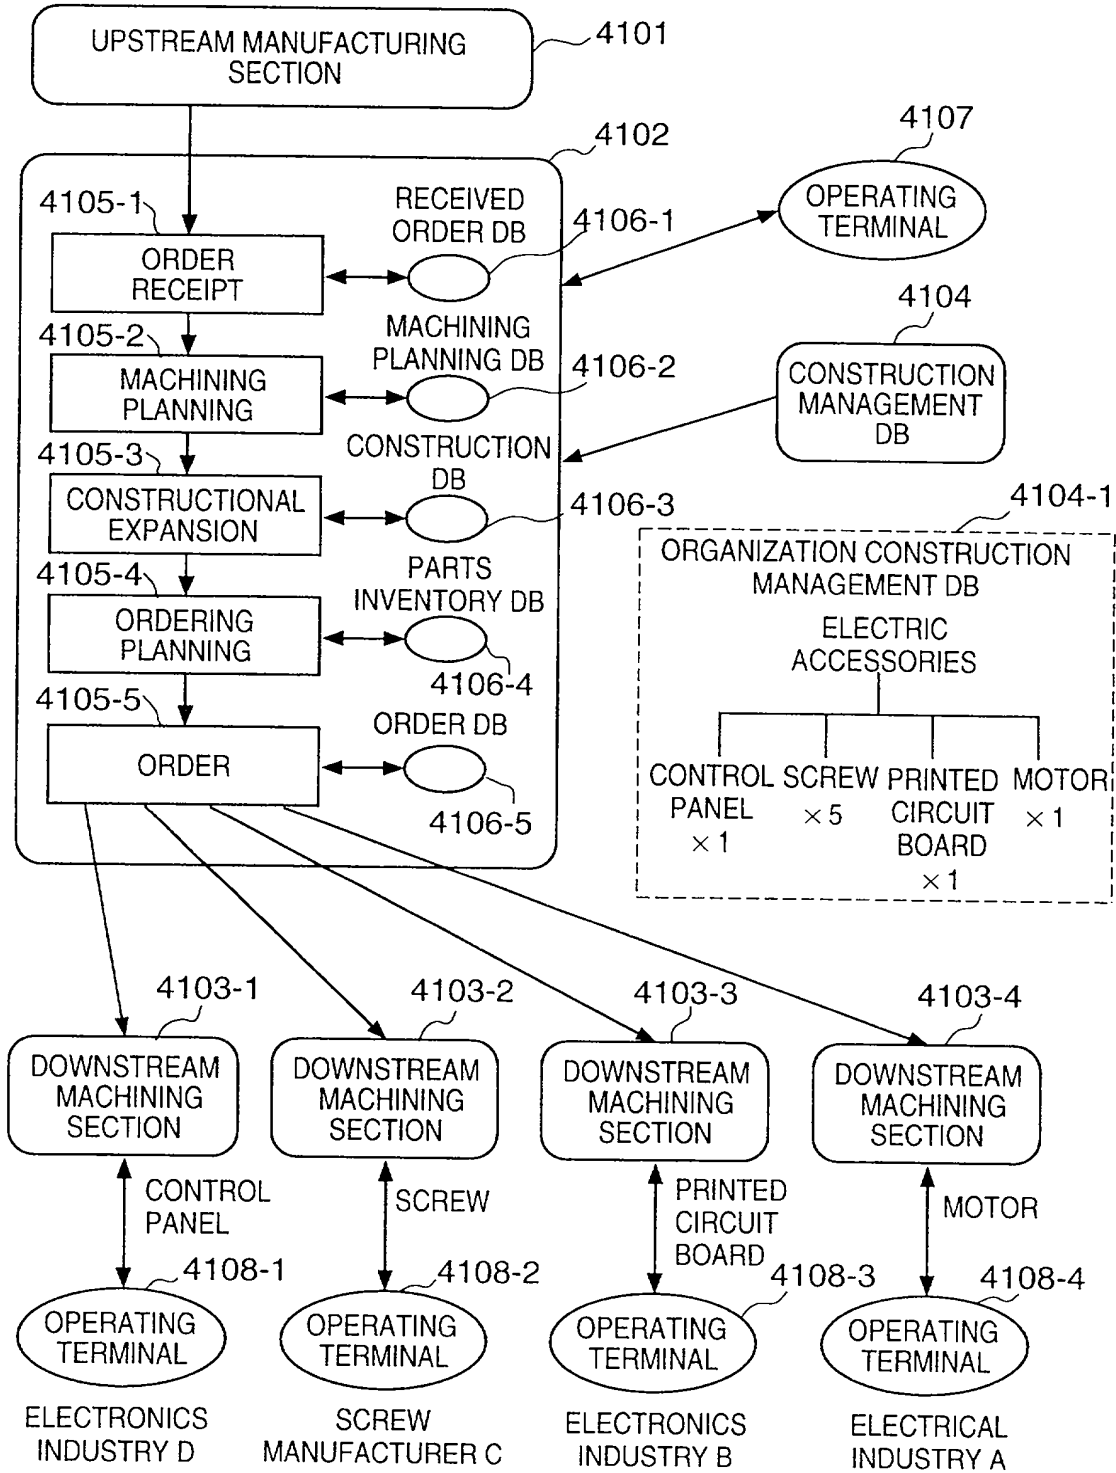 UPSTREAM MANUFACTURING
SECTION
4101
4102
4107
OPERATING
TERMINAL
4105-1
RECEIVED
ORDER DB
4106-1
ORDER
RECEIPT
4104
CONSTRUCTION
MANAGEMENT
DB
4105-2
MACHINING
PLANNING DB
4106-2
MACHINING
PLANNING
4105-3
CONSTRUCTION
DB
4106-3
CONSTRUCTIONAL
EXPANSION
4105-4
PARTS
INVENTORY DB
4106-4
ORDERING
PLANNING
4105-5
ORDER DB
4106-5
ORDER
4104-1
ORGANIZATION CONSTRUCTION
MANAGEMENT DB
ELECTRIC
ACCESSORIES
CONTROL
PANEL
×1
SCREW
×5
PRINTED
CIRCUIT
BOARD
×1
MOTOR
×1
4103-1
DOWNSTREAM
MACHINING
SECTION
4103-2
DOWNSTREAM
MACHINING
SECTION
4103-3
DOWNSTREAM
MACHINING
SECTION
4103-4
DOWNSTREAM
MACHINING
SECTION
CONTROL
PANEL
SCREW
PRINTED
CIRCUIT
BOARD
MOTOR
4108-1
OPERATING
TERMINAL
4108-2
OPERATING
TERMINAL
4108-3
OPERATING
TERMINAL
4108-4
OPERATING
TERMINAL
ELECTRONICS
INDUSTRY D
SCREW
MANUFACTURER C
ELECTRONICS
INDUSTRY B
ELECTRICAL
INDUSTRY A